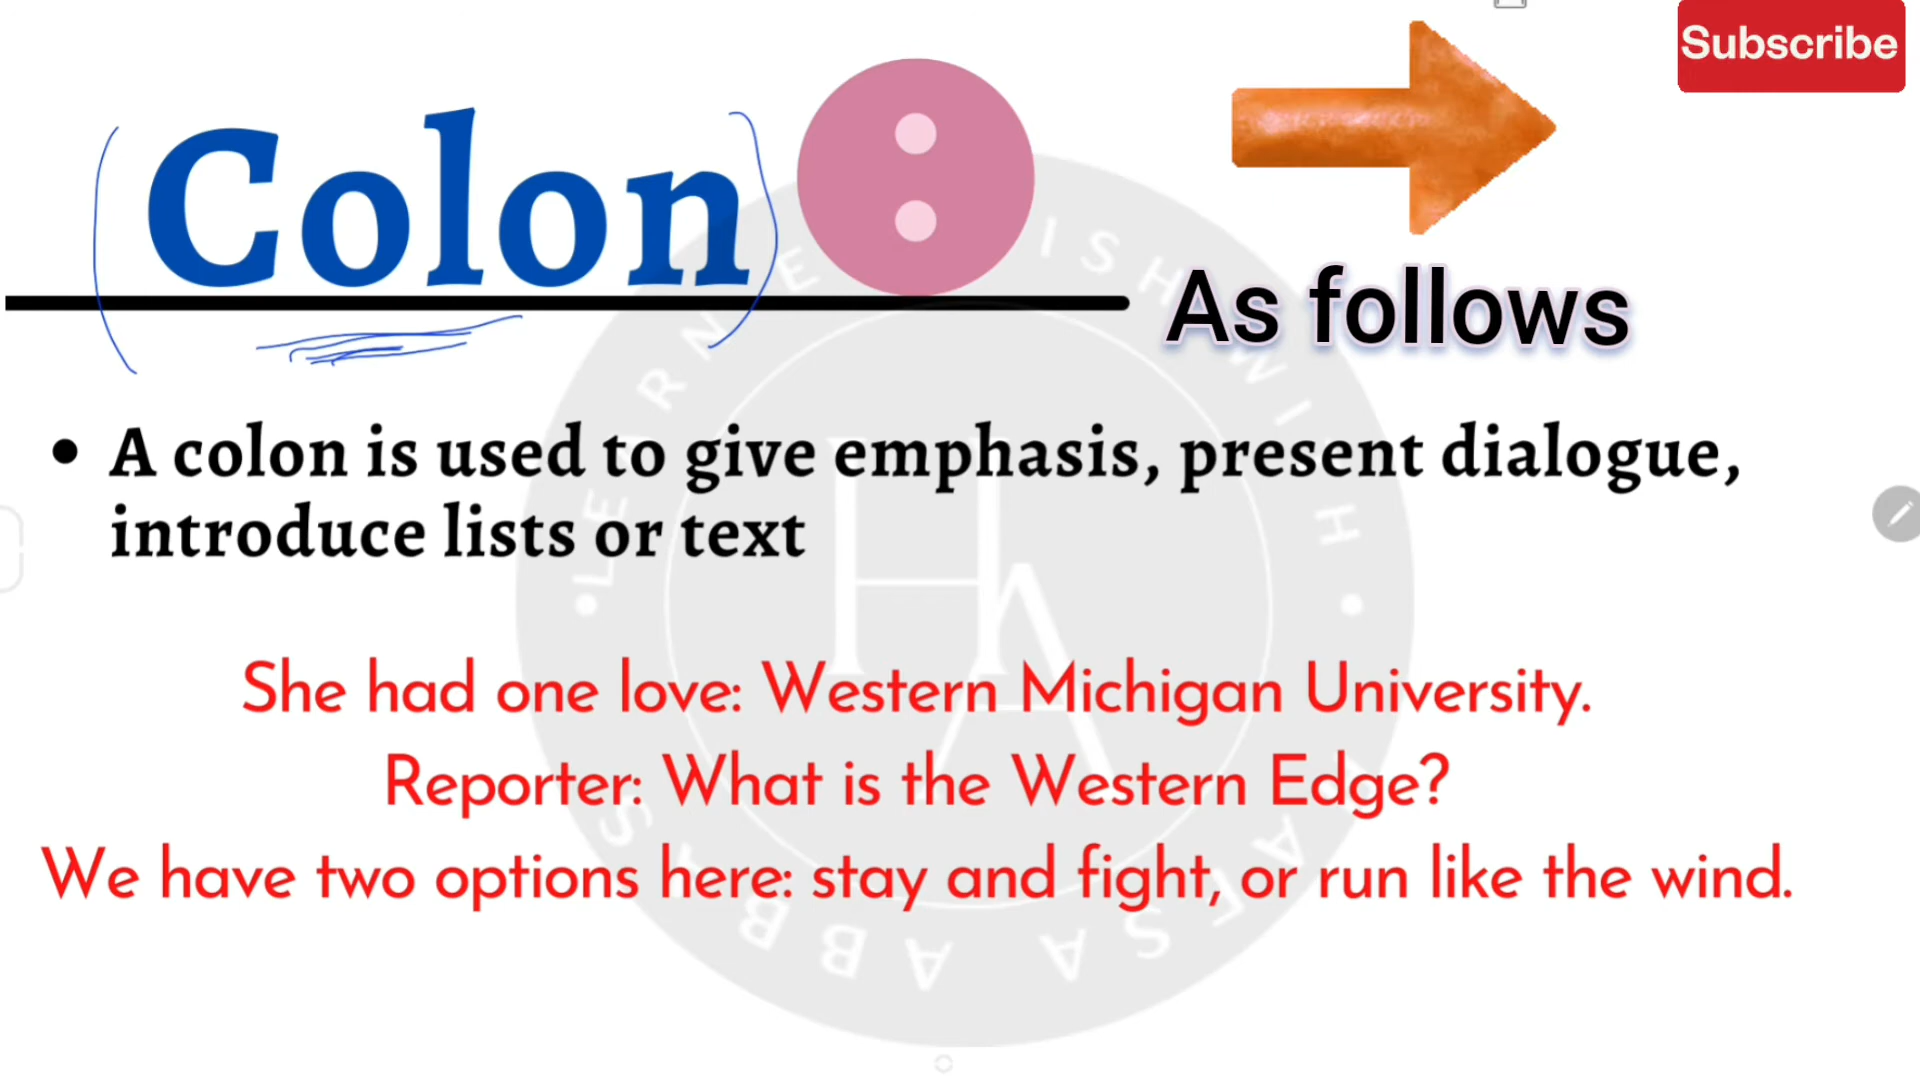 Subscribe
Colon :
As follows
• A colon is used to give emphasis, present dialogue,
introduce lists or text
She had one love: Western Michigan University.
Reporter: What is the Western Edge?
We have two options here: stay and fight, or run like the wind.
HA